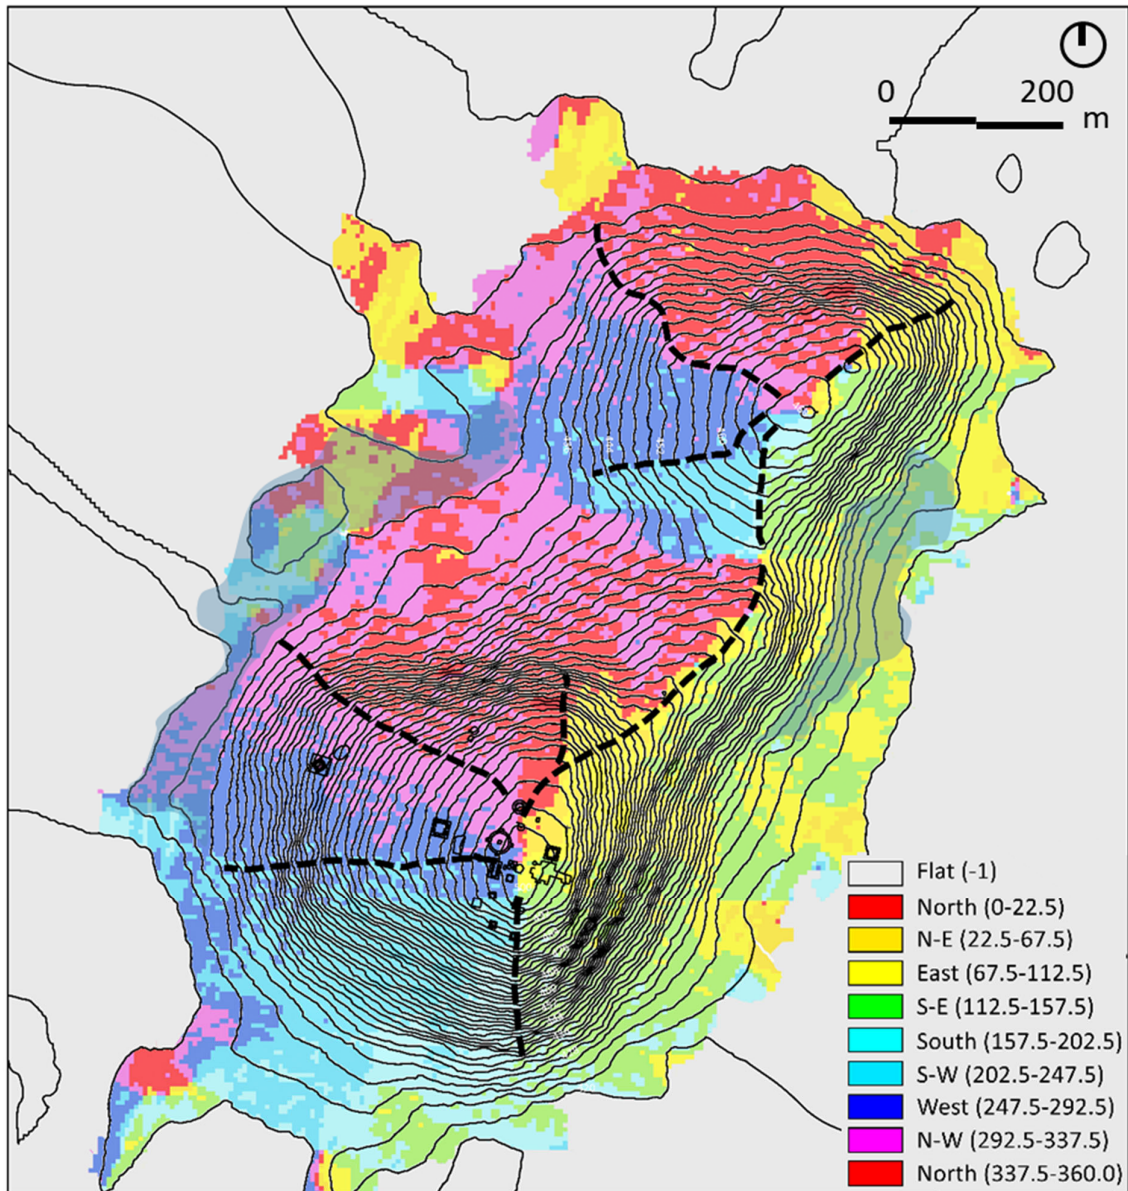 0 200
m
Flat (-1)
North (0-22.5)
N-E (22.5-67.5)
East (67.5-112.5)
S-E (112.5-157.5)
South (157.5-202.5)
S-W (202.5-247.5)
West (247.5-292.5)
N-W (292.5-337.5)
North (337.5-360.0)